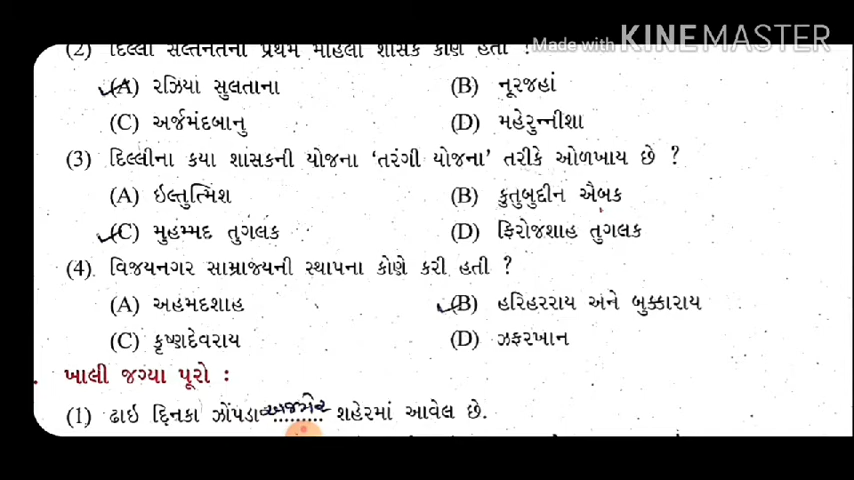 Made with KINEMASTER
(2) દિલ્લી સલ્તનતના પ્રથમ મહિલા શાસક કોણ હતા ?
(A) રઝિયા સુલતાના (B) નૂરજહાં
(C) અર્જમંદબાનુ (D) મહેરુન્નીશા
(3) દિલ્લીના કયા શાસકની યોજના ‘તરંગી યોજના’ તરીકે ઓળખાય છે ?
(A) ઇલ્તુત્મિશ (B) કુતુબુદ્દીન ઐબક
(C) મુહમ્મદ તુગલક (D) ફિરોજશાહ તુગલક
(4) વિજયનગર સામ્રાજ્યની સ્થાપના કોણે કરી હતી ?
(A) અહમદશાહ (B) હરિહરરાય અને બુક્કારાય
(C) કૃષ્ણદેવરાય (D) ઝફરખાન
ખાલી જગ્યા પૂરો :
(1) ઢાઇ દિનકા ઝોંપડા અજમેર ......... શહેરમાં આવેલ છે.